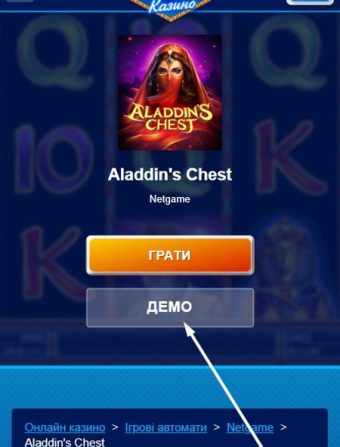 Казино
ALADDIN'S
CHEST
Aladdin's Chest
Netgame
ГРАТИ
ДЕМО
Онлайн казино > Ігрові автомати > Netgame >
Aladdin's Chest